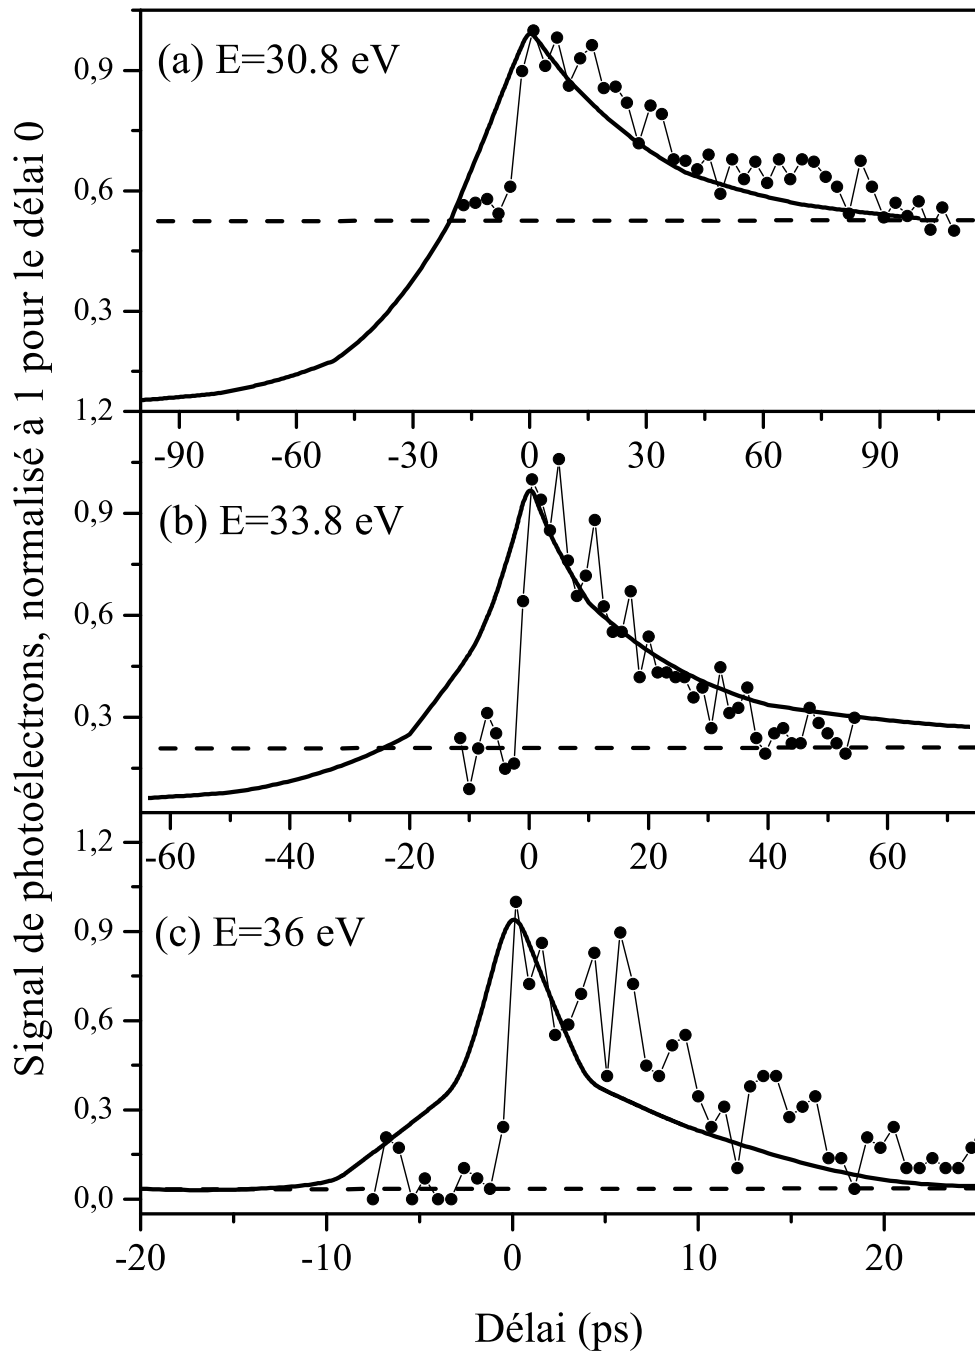 Signal de photoélectrons, normalisé à 1 pour le délai 0
(a) E=30.8 eV
0,9
0,6
0,3
1,2
-90 -60 -30 0 30 60 90
(b) E=33.8 eV
0,9
0,6
0,3
-60 -40 -20 0 20 40 60
1,2
(c) E=36 eV
0,9
0,6
0,3
0,0
-20 -10 0 10 20
Délai (ps)